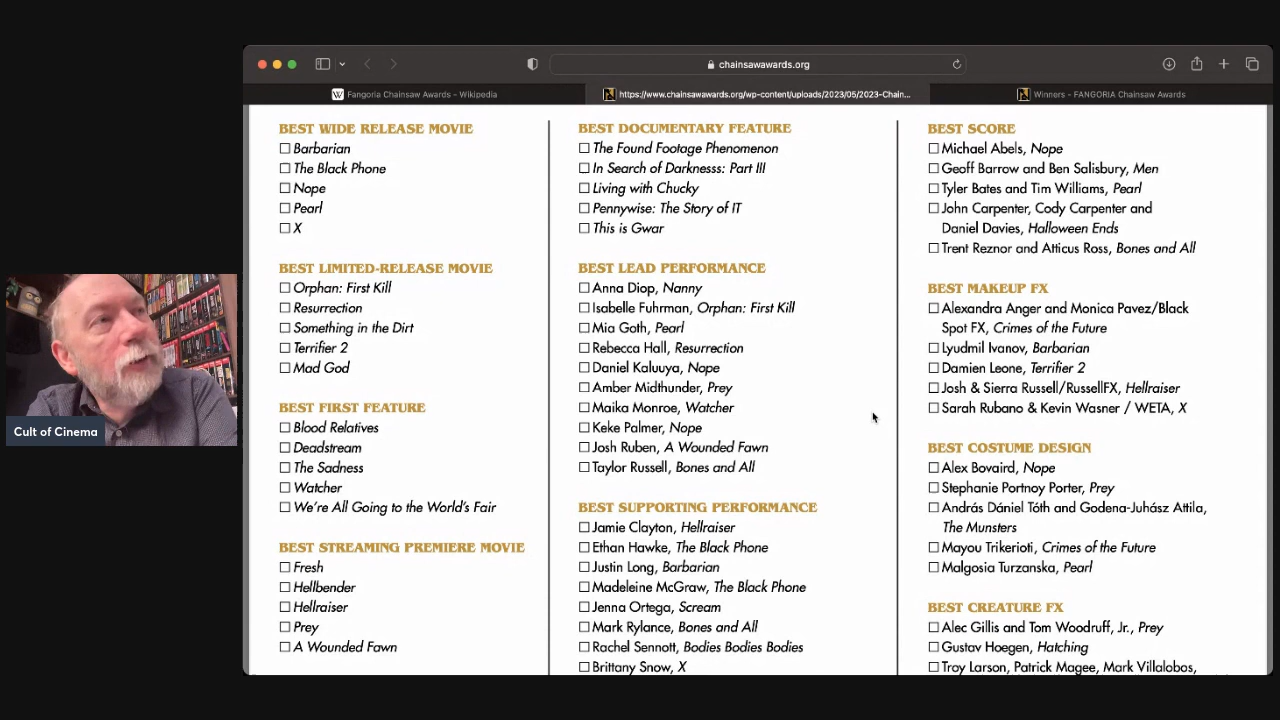 chainsawawards.org
Fangoria Chainsaw Awards – Wikipedia
https://www.chainsawawards.org/wp-content/uploads/2023/05/2023-Chain...
Winners – FANGORIA Chainsaw Awards
BEST WIDE RELEASE MOVIE
Barbarian
The Black Phone
Nope
Pearl
X
BEST LIMITED-RELEASE MOVIE
Orphan: First Kill
Resurrection
Something in the Dirt
Terrifier 2
Mad God
BEST FIRST FEATURE
Blood Relatives
Deadstream
The Sadness
Watcher
We're All Going to the World's Fair
BEST STREAMING PREMIERE MOVIE
Fresh
Hellbender
Hellraiser
Prey
A Wounded Fawn
BEST DOCUMENTARY FEATURE
The Found Footage Phenomenon
In Search of Darknesss: Part III
Living with Chucky
Pennywise: The Story of IT
This is Gwar
BEST LEAD PERFORMANCE
Anna Diop, Nanny
Isabelle Fuhrman, Orphan: First Kill
Mia Goth, Pearl
Rebecca Hall, Resurrection
Daniel Kaluuya, Nope
Amber Midthunder, Prey
Maika Monroe, Watcher
Keke Palmer, Nope
Josh Ruben, A Wounded Fawn
Taylor Russell, Bones and All
BEST SUPPORTING PERFORMANCE
Jamie Clayton, Hellraiser
Ethan Hawke, The Black Phone
Justin Long, Barbarian
Madeleine McGraw, The Black Phone
Jenna Ortega, Scream
Mark Rylance, Bones and All
Rachel Sennott, Bodies Bodies Bodies
Brittany Snow, X
BEST SCORE
Michael Abels, Nope
Geoff Barrow and Ben Salisbury, Men
Tyler Bates and Tim Williams, Pearl
John Carpenter, Cody Carpenter and
Daniel Davies, Halloween Ends
Trent Reznor and Atticus Ross, Bones and All
BEST MAKEUP FX
Alexandra Anger and Monica Pavez/Black
Spot FX, Crimes of the Future
Lyudmil Ivanov, Barbarian
Damien Leone, Terrifier 2
Josh & Sierra Russell/RussellFX, Hellraiser
Sarah Rubano & Kevin Wasner / WETA, X
BEST COSTUME DESIGN
Alex Bovaird, Nope
Stephanie Portnoy Porter, Prey
András Dániel Tóth and Godena-Juhász Attila,
The Munsters
Mayou Trikerioti, Crimes of the Future
Malgosia Turzanska, Pearl
BEST CREATURE FX
Alec Gillis and Tom Woodruff, Jr., Prey
Gustav Hoegen, Hatching
Troy Larson, Patrick Magee, Mark Villalobos,
Cult of Cinema